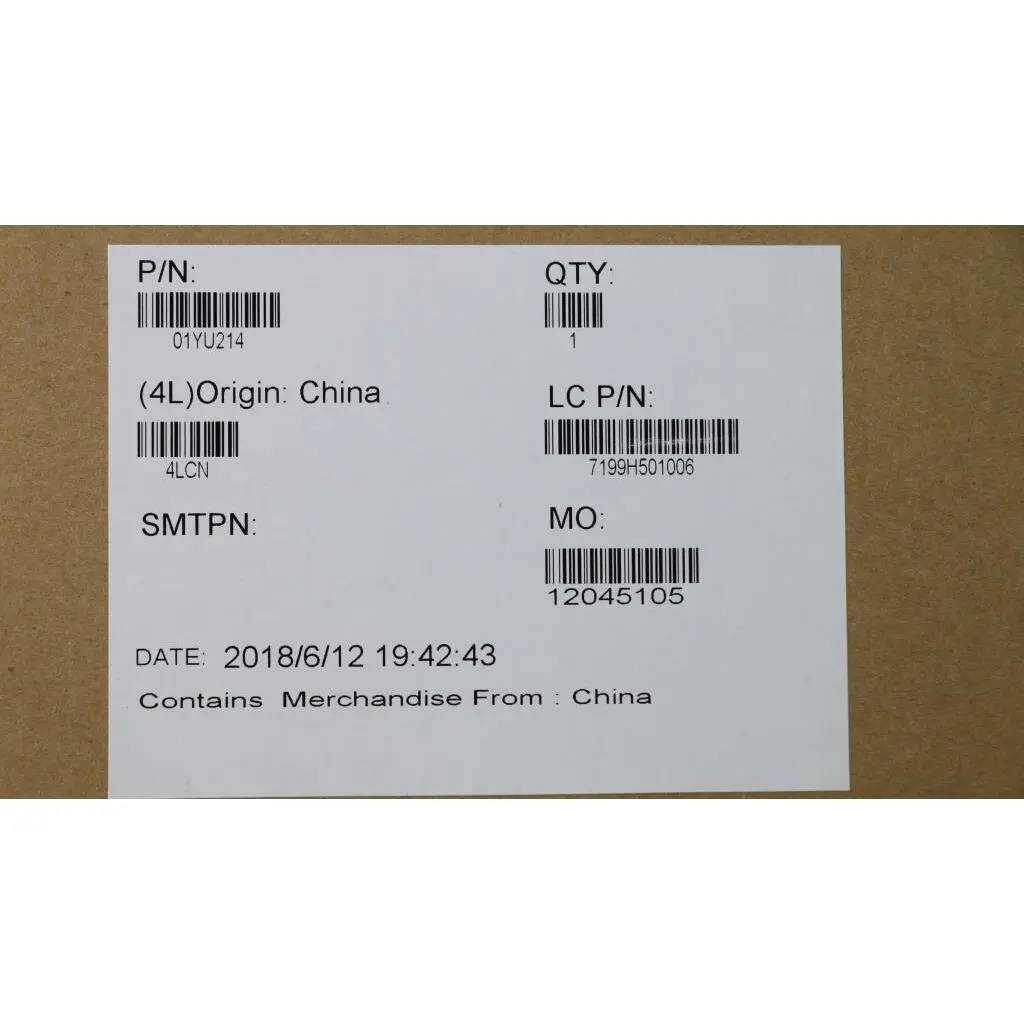 P/N:
01YU214
QTY:
1
(4L)Origin: China
4LCN
LC P/N:
7199H501006
SMTPN:
MO:
12045105
DATE: 2018/6/12 19:42:43
Contains Merchandise From : China